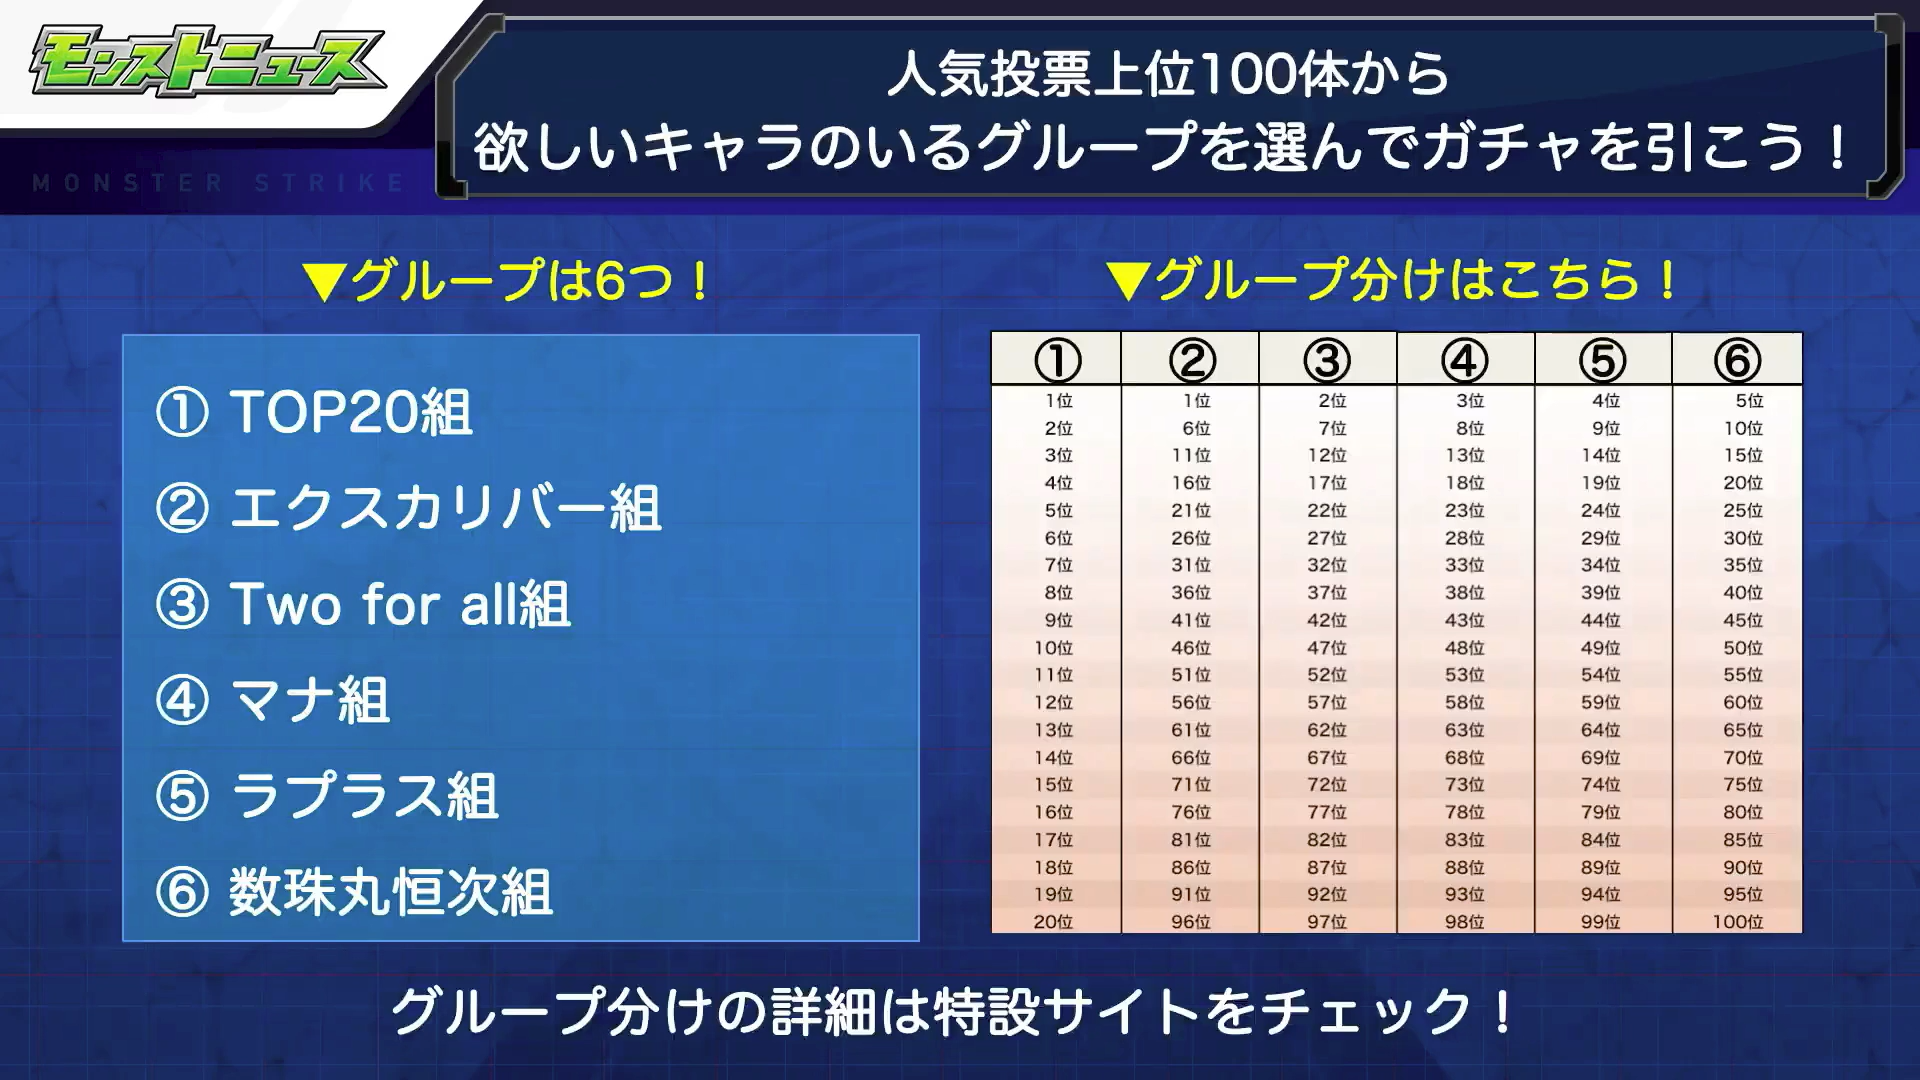 モンストニュース
MONSTER STRIKE
人気投票上位100体から
欲しいキャラのいるグループを選んでガチャを引こう！
▼グループは6つ！
① TOP20組
② エクスカリバー組
③ Two for all組
④ マナ組
⑤ ラプラス組
⑥ 数珠丸恒次組
▼グループ分けはこちら！
① ② ③ ④ ⑤ ⑥
1位 1位 2位 3位 4位 5位
2位 6位 7位 8位 9位 10位
3位 11位 12位 13位 14位 15位
4位 16位 17位 18位 19位 20位
5位 21位 22位 23位 24位 25位
6位 26位 27位 28位 29位 30位
7位 31位 32位 33位 34位 35位
8位 36位 37位 38位 39位 40位
9位 41位 42位 43位 44位 45位
10位 46位 47位 48位 49位 50位
11位 51位 52位 53位 54位 55位
12位 56位 57位 58位 59位 60位
13位 61位 62位 63位 64位 65位
14位 66位 67位 68位 69位 70位
15位 71位 72位 73位 74位 75位
16位 76位 77位 78位 79位 80位
17位 81位 82位 83位 84位 85位
18位 86位 87位 88位 89位 90位
19位 91位 92位 93位 94位 95位
20位 96位 97位 98位 99位 100位
グループ分けの詳細は特設サイトをチェック！